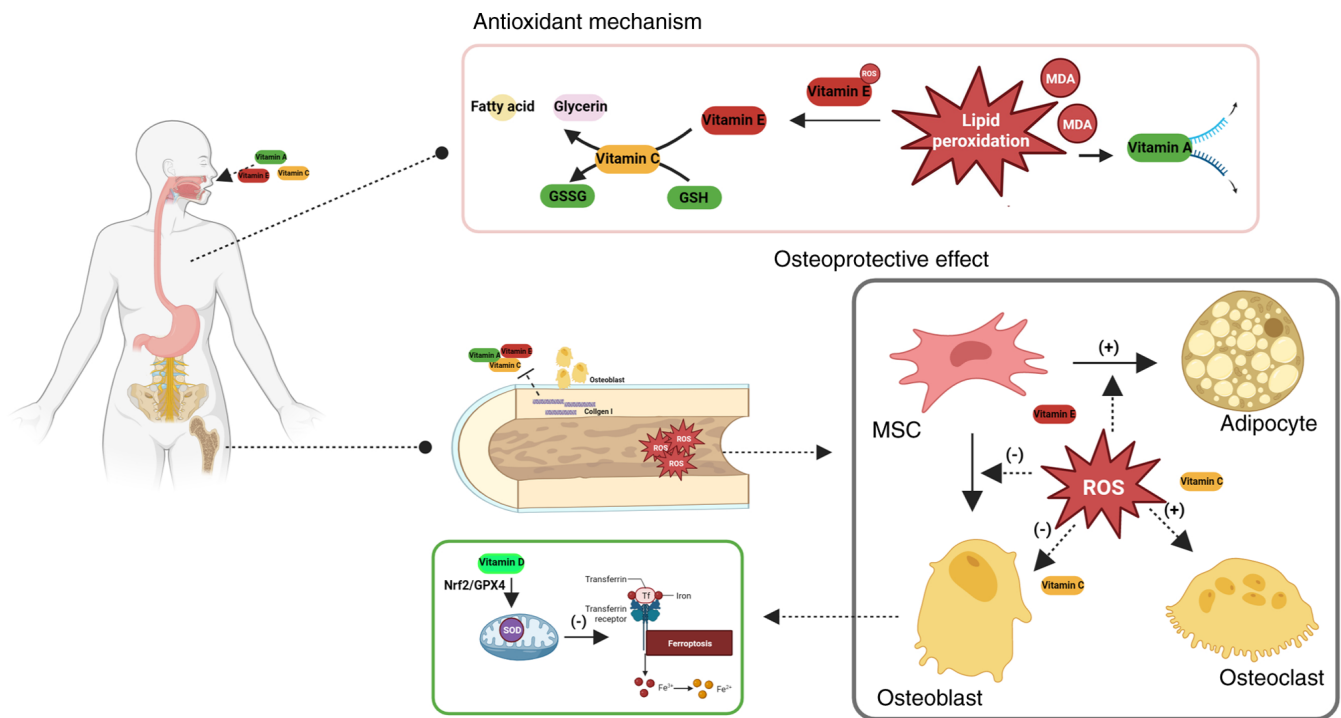 Antioxidant mechanism
Fatty acid
Glycerin
Vitamin E
Vitamin E
ROS
Lipid
peroxidation
MDA
MDA
Vitamin A
Vitamin C
GSSG
GSH
Vitamin A
Vitamin E
Vitamin C
Osteoprotective effect
Vitamin A
Vitamin E
Vitamin C
Osteoblast
Collgen I
ROS
ROS
ROS
MSC
(+)
Adipocyte
Vitamin E
(-)
ROS
Vitamin C
(+)
(-)
Vitamin C
Osteoblast
Osteoclast
Vitamin D
Nrf2/GPX4
SOD
(-)
Transferrin
Tf
Iron
Transferrin
receptor
Ferroptosis
Fe³⁺
Fe²⁺